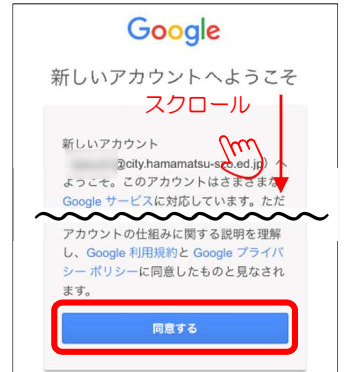 Google
新しいアカウントへようこそ
スクロール
新しいアカウント
@city.hamamatsu-szo.ed.jp）へ
ようこそ。このアカウントはさまざまな
Google サービスに対応しています。ただ
アカウントの仕組みに関する説明を理解
し、Google 利用規約と Google プライバ
シー ポリシーに同意したものと見なされ
ます。
同意する